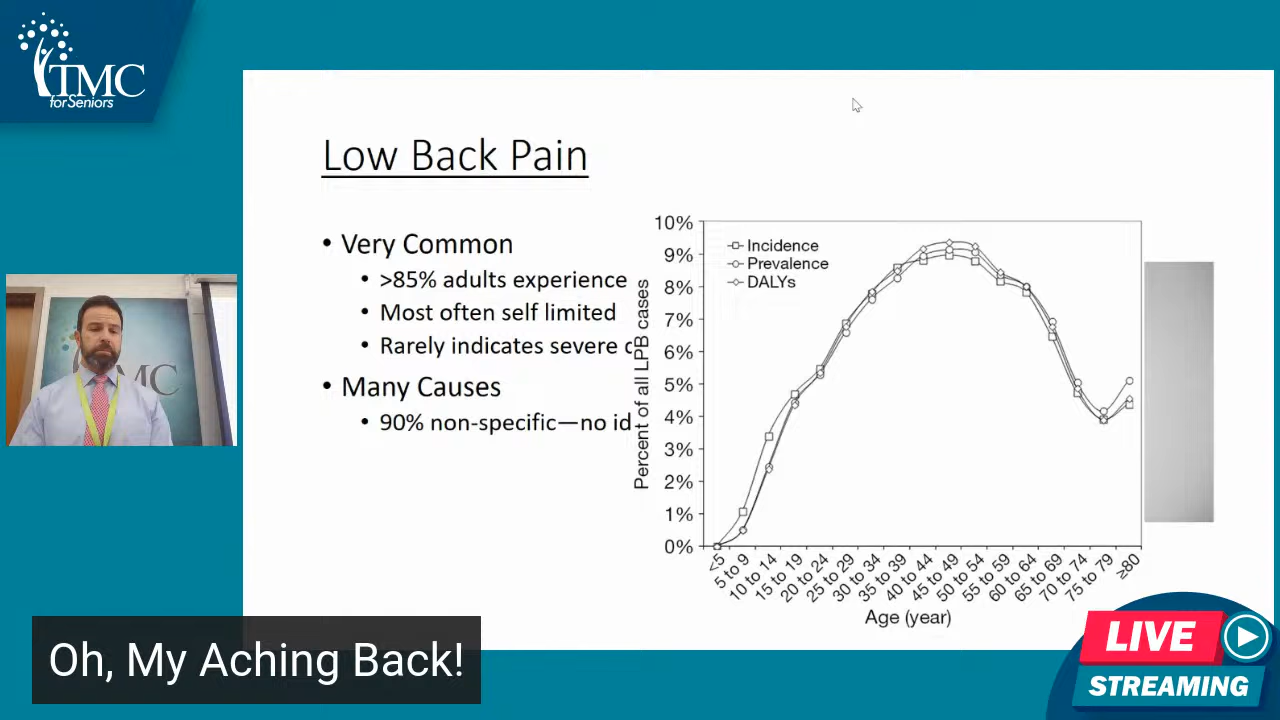 TMC
for Seniors
Low Back Pain
• Very Common
• >85% adults experience
• Most often self limited
• Rarely indicates severe
• Many Causes
• 90% non-specific—no
10%
9%
8%
7%
6%
5%
4%
3%
2%
1%
0%
Percent of all LPB cases
Incidence
Prevalence
DALYs
<5
5 to 9
10 to 14
15 to 19
20 to 24
25 to 29
30 to 34
35 to 39
40 to 44
45 to 49
50 to 54
55 to 59
60 to 64
65 to 69
70 to 74
75 to 79
≥80
Age (year)
MC
Oh, My Aching Back!
LIVE
STREAMING